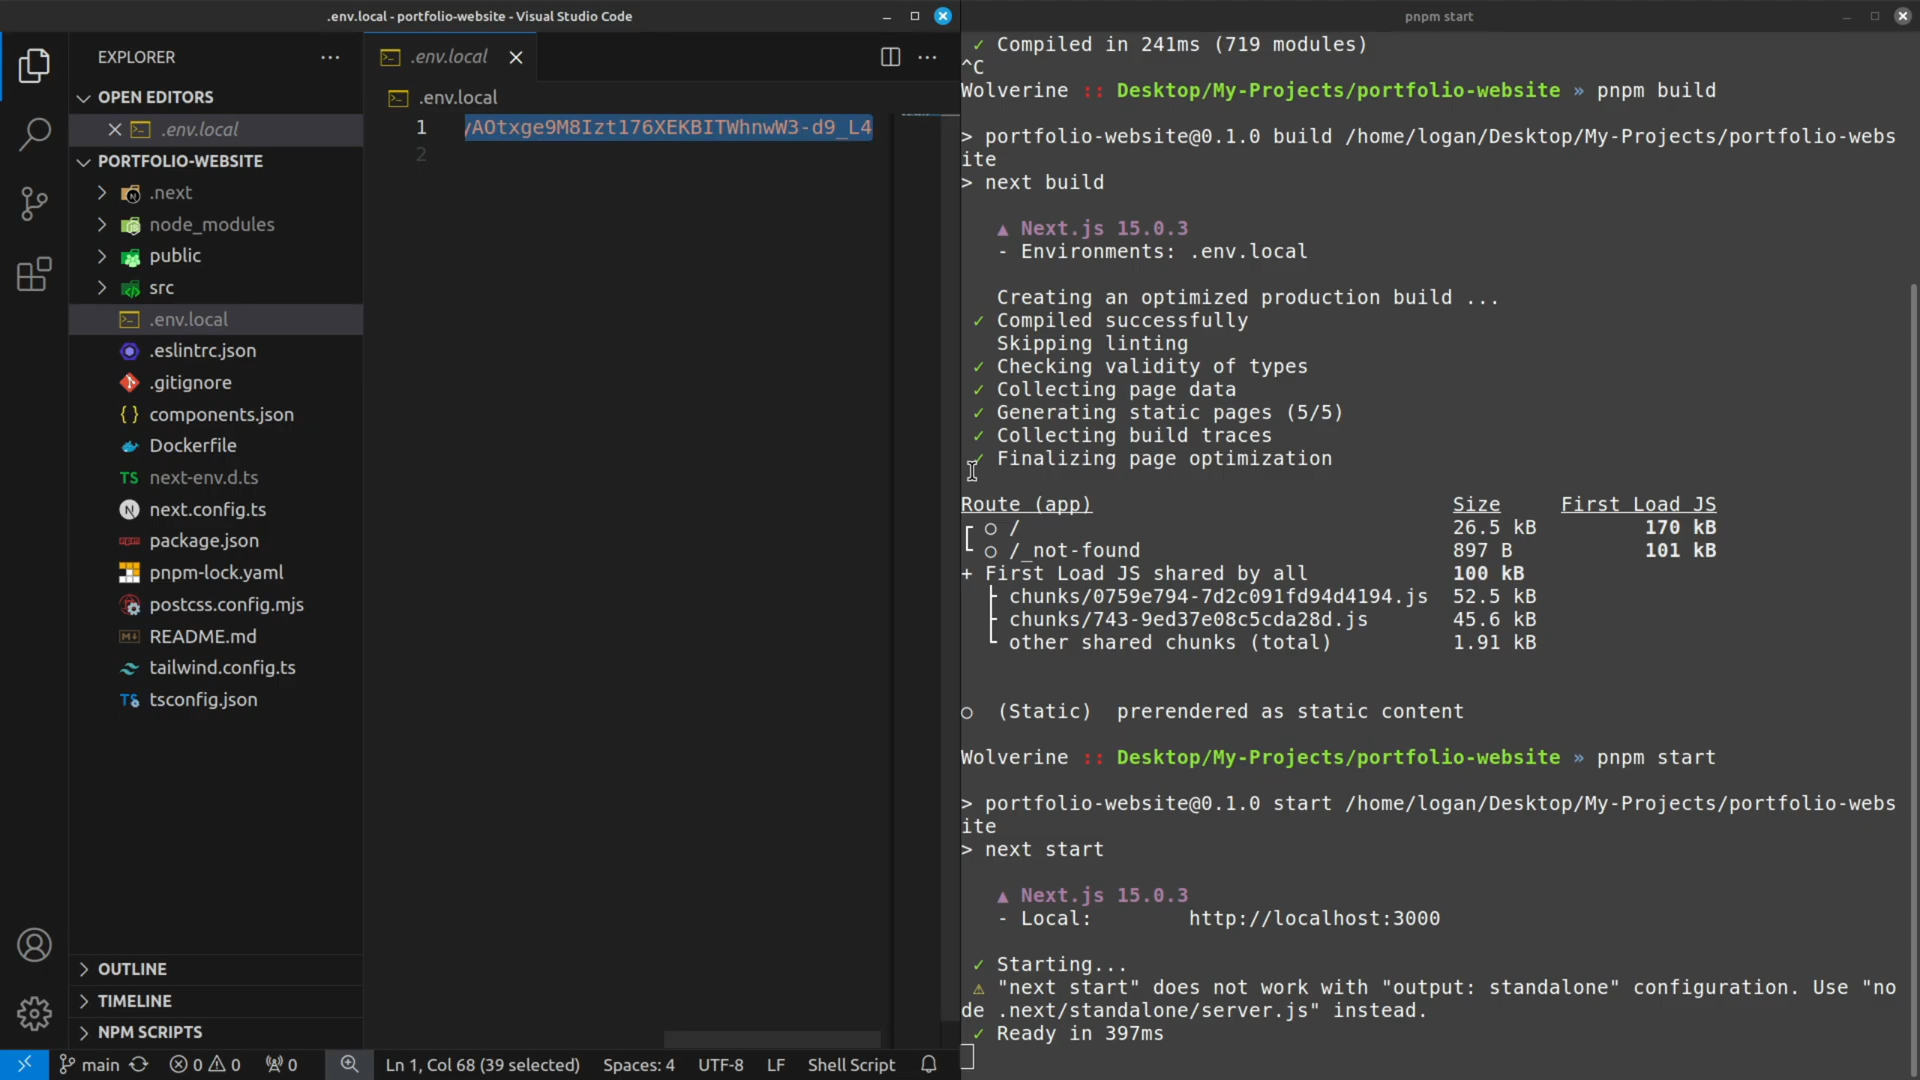 .env.local - portfolio-website - Visual Studio Code
EXPLORER
OPEN EDITORS
.env.local
PORTFOLIO-WEBSITE
.next
node_modules
public
src
.env.local
.eslintrc.json
.gitignore
components.json
Dockerfile
next-env.d.ts
next.config.ts
package.json
pnpm-lock.yaml
postcss.config.mjs
README.md
tailwind.config.ts
tsconfig.json
OUTLINE
TIMELINE
NPM SCRIPTS
.env.local
.env.local
1 yAOtxge9M8Izt176XEKBITWhnwW3-d9_L4
2
main 0 0 0 Ln 1, Col 68 (39 selected) Spaces: 4 UTF-8 LF Shell Script
pnpm start
✓ Compiled in 241ms (719 modules)
^C
Wolverine :: Desktop/My-Projects/portfolio-website » pnpm build
> portfolio-website@0.1.0 build /home/logan/Desktop/My-Projects/portfolio-webs
ite
> next build
▲ Next.js 15.0.3
- Environments: .env.local
Creating an optimized production build ...
✓ Compiled successfully
Skipping linting
✓ Checking validity of types
✓ Collecting page data
✓ Generating static pages (5/5)
✓ Collecting build traces
✓ Finalizing page optimization
Route (app) Size First Load JS
┌ ○ / 26.5 kB 170 kB
└ ○ /_not-found 897 B 101 kB
+ First Load JS shared by all 100 kB
├ chunks/0759e794-7d2c091fd94d4194.js 52.5 kB
├ chunks/743-9ed37e08c5cda28d.js 45.6 kB
└ other shared chunks (total) 1.91 kB
○ (Static) prerendered as static content
Wolverine :: Desktop/My-Projects/portfolio-website » pnpm start
> portfolio-website@0.1.0 start /home/logan/Desktop/My-Projects/portfolio-webs
ite
> next start
▲ Next.js 15.0.3
- Local: http://localhost:3000
✓ Starting...
⚠ "next start" does not work with "output: standalone" configuration. Use "no
de .next/standalone/server.js" instead.
✓ Ready in 397ms